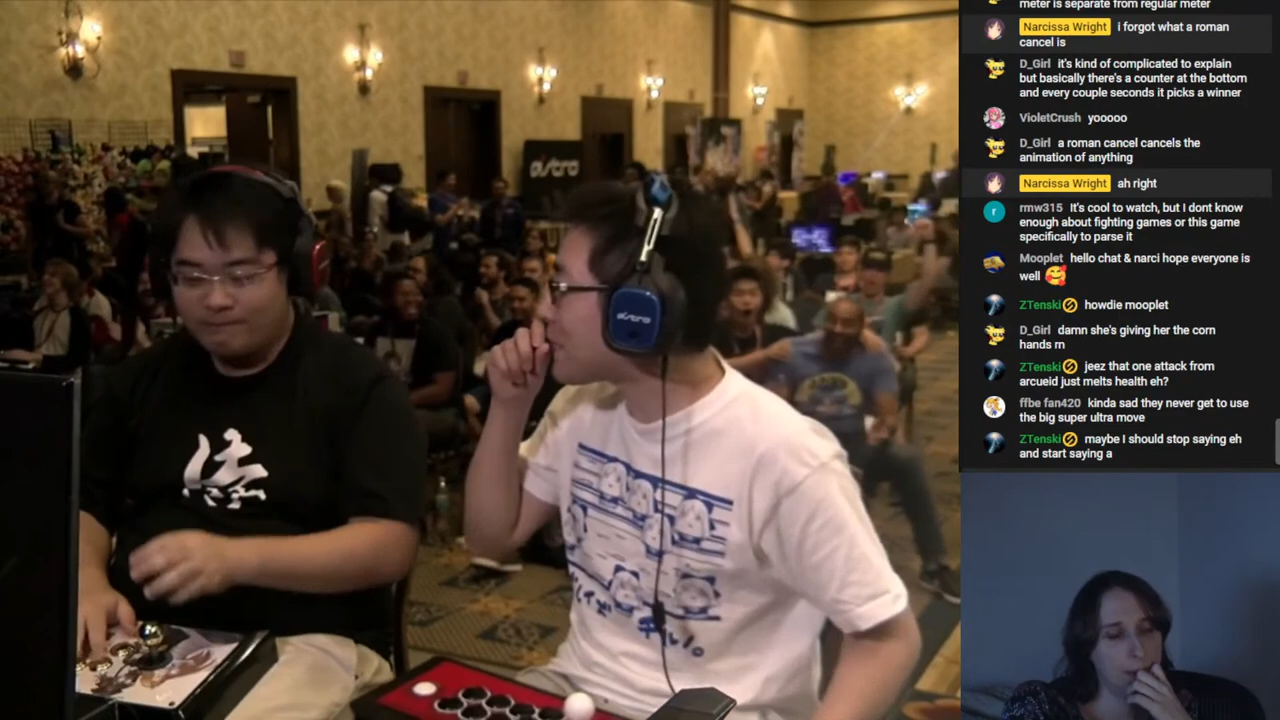 meter is separate from regular meter
Narcissa Wright i forgot what a roman
cancel is
D_Girl it's kind of complicated to explain
but basically there's a counter at the bottom
and every couple seconds it picks a winner
VioletCrush yooooo
D_Girl a roman cancel cancels the
animation of anything
Narcissa Wright ah right
r
rmw315 It's cool to watch, but I dont know
enough about fighting games or this game
specifically to parse it
Mooplet hello chat & narci hope everyone is
well
ZTenski howdie mooplet
D_Girl damn she's giving her the corn
hands rn
ZTenski jeez that one attack from
arcueid just melts health eh?
ffbe fan420 kinda sad they never get to use
the big super ultra move
ZTenski maybe I should stop saying eh
and start saying a
astro
astro